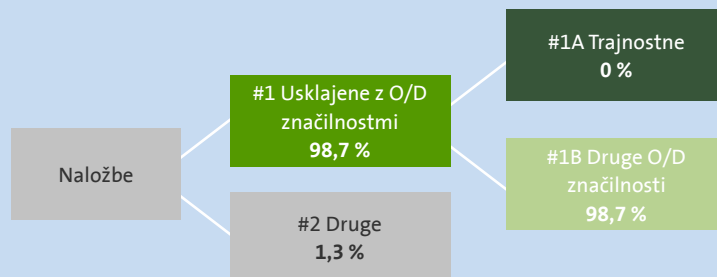 Naložbe
#1 Usklajene z O/D
značilnostmi
98,7 %
#2 Druge
1,3 %
#1A Trajnostne
0 %
#1B Druge O/D
značilnosti
98,7 %